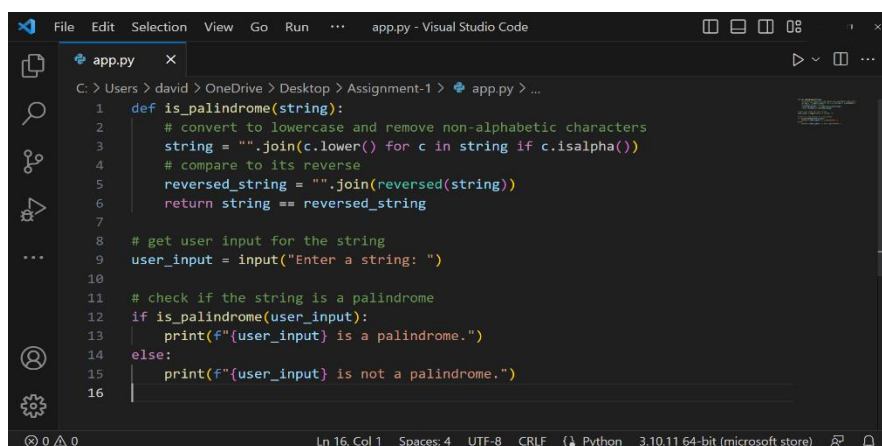 File Edit Selection View Go Run ··· app.py - Visual Studio Code
app.py
C: > Users > david > OneDrive > Desktop > Assignment-1 > app.py > ...
1 def is_palindrome(string):
2     # convert to lowercase and remove non-alphabetic characters
3     string = "".join(c.lower() for c in string if c.isalpha())
4     # compare to its reverse
5     reversed_string = "".join(reversed(string))
6     return string == reversed_string
7
8 # get user input for the string
9 user_input = input("Enter a string: ")
10
11 # check if the string is a palindrome
12 if is_palindrome(user_input):
13     print(f"{user_input} is a palindrome.")
14 else:
15     print(f"{user_input} is not a palindrome.")
16
0 0 Ln 16, Col 1 Spaces: 4 UTF-8 CRLF Python 3.10.11 64-bit (microsoft store)